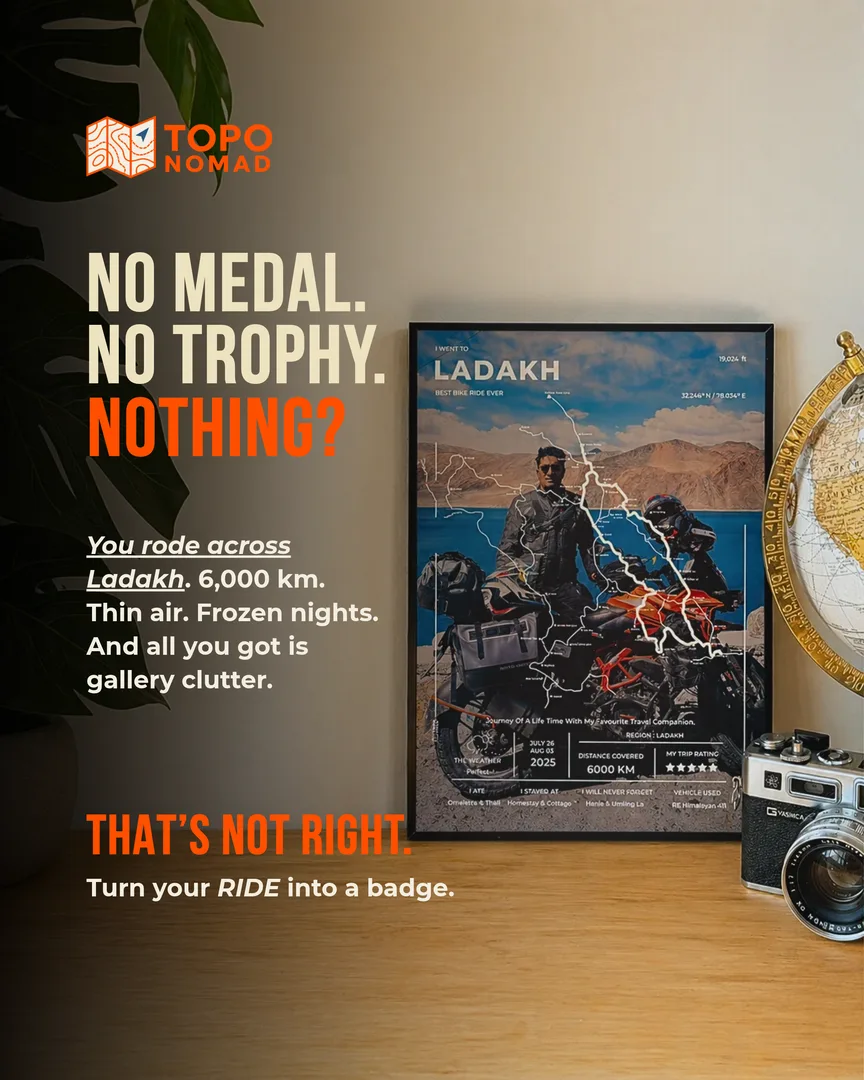 TOPO
NOMAD
NO MEDAL.
NO TROPHY.
NOTHING?
You rode across
Ladakh. 6,000 km.
Thin air. Frozen nights.
And all you got is
gallery clutter.
THAT'S NOT RIGHT.
Turn your RIDE into a badge.
I WENT TO
LADAKH
BEST BIKE RIDE EVER
19,024 ft
32.246° N / 78.034° E
Journey Of A Life Time With My Favourite Travel Companion.
REGION : LADAKH
THE WEATHER
Perfect
JULY 26
AUG 03
2025
DISTANCE COVERED
6000 KM
MY TRIP RATING
I ATE
Omelette & Thali
I STAYED AT
Homestay & Cottage
I WILL NEVER FORGET
Hanle & Umling La
VEHICLE USED
RE Himalayan 411
YASHICA